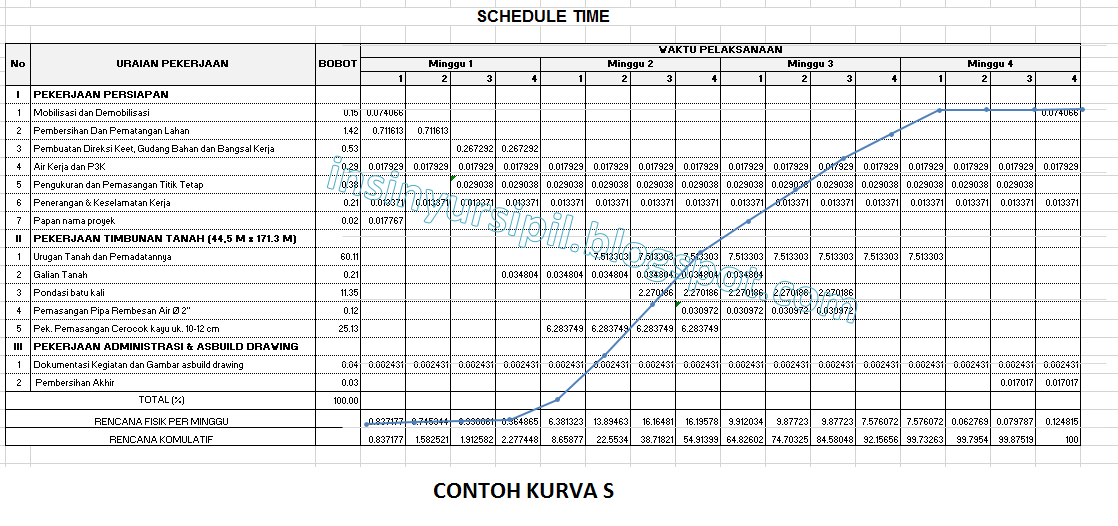 SCHEDULE TIME
No URAIAN PEKERJAAN BOBOT WAKTU PELAKSANAAN
Minggu 1 Minggu 2 Minggu 3 Minggu 4
1 2 3 4 1 2 3 4 1 2 3 4 1 2 3 4
I PEKERJAAN PERSIAPAN
1 Mobilisasi dan Demobilisasi 0.15 0.074066 0.074066
2 Pembersihan Dan Pematangan Lahan 1.42 0.711613 0.711613
3 Pembuatan Direksi Keet, Gudang Bahan dan Bangsal Kerja 0.53 0.267292 0.267292
4 Air Kerja dan P3K 0.29 0.017929 0.017929 0.017929 0.017929 0.017929 0.017929 0.017929 0.017929 0.017929 0.017929 0.017929 0.017929 0.017929 0.017929 0.017929 0.017929
5 Pengukuran dan Pemasangan Titik Tetap 0.38 0.029038 0.029038 0.029038 0.029038 0.029038 0.029038 0.029038 0.029038 0.029038 0.029038 0.029038 0.029038 0.029038
6 Penerangan & Keselamatan Kerja 0.21 0.013371 0.013371 0.013371 0.013371 0.013371 0.013371 0.013371 0.013371 0.013371 0.013371 0.013371 0.013371 0.013371 0.013371 0.013371 0.013371
7 Papan nama proyek 0.02 0.017767
II PEKERJAAN TIMBUNAN TANAH (44,5 M x 171.3 M)
1 Urugan Tanah dan Pemadatannya 60.11 7.513303 7.513303 7.513303 7.513303 7.513303 7.513303 7.513303 7.513303
2 Galian Tanah 0.21 0.034804 0.034804 0.034804 0.034804 0.034804 0.034804
3 Pondasi batu kali 11.35 2.270186 2.270186 2.270186 2.270186 2.270186
4 Pemasangan Pipa Rembesan Air Ø 2" 0.12 0.030972 0.030972 0.030972 0.030972
5 Pek. Pemasangan Cerocok kayu uk. 10-12 cm 25.13 6.283749 6.283749 6.283749 6.283749
III PEKERJAAN ADMINISTRASI & ASBUILD DRAWING
1 Dokumentasi Kegiatan dan Gambar asbuild drawing 0.04 0.002431 0.002431 0.002431 0.002431 0.002431 0.002431 0.002431 0.002431 0.002431 0.002431 0.002431 0.002431 0.002431 0.002431 0.002431 0.002431
2 Pembersihan Akhir 0.03 0.017017 0.017017
TOTAL (%) 100.00
RENCANA FISIK PER MINGGU 0.837177 0.745344 0.364865 6.381323 13.89463 16.16481 16.19578 9.912034 9.87723 9.87723 7.576072 7.576072 0.062769 0.079787 0.124815
RENCANA KOMULATIF 0.837177 1.582521 1.912582 2.277448 8.65877 22.5534 38.71821 54.91399 64.82602 74.70325 84.58048 92.15656 99.73263 99.7954 99.87519 100
insinyursipil.blogspot.com
CONTOH KURVA S